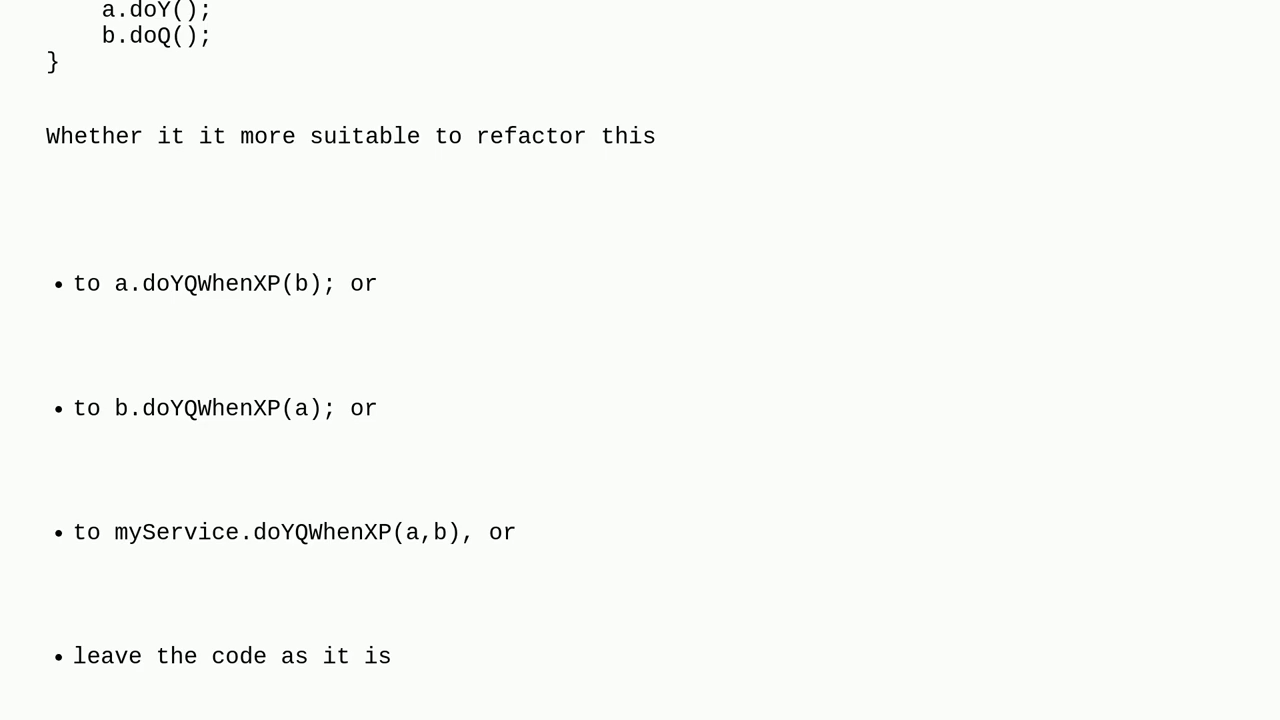 a.doY();
b.doQ();
}
Whether it it more suitable to refactor this
• to a.doYQWhenXP(b); or
• to b.doYQWhenXP(a); or
• to myService.doYQWhenXP(a,b), or
• leave the code as it is